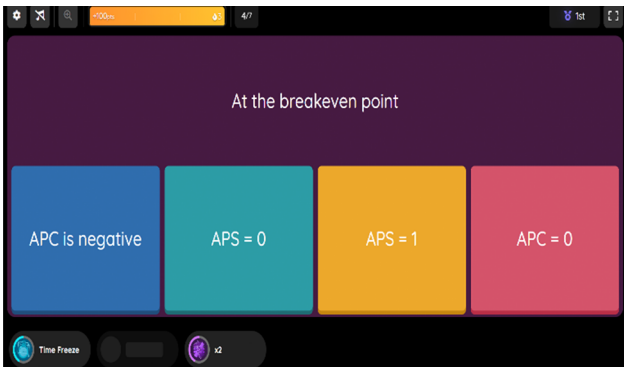 4/7
1st
At the breakeven point
APC is negative
APS = 0
APS = 1
APC = 0
Time Freeze
x2